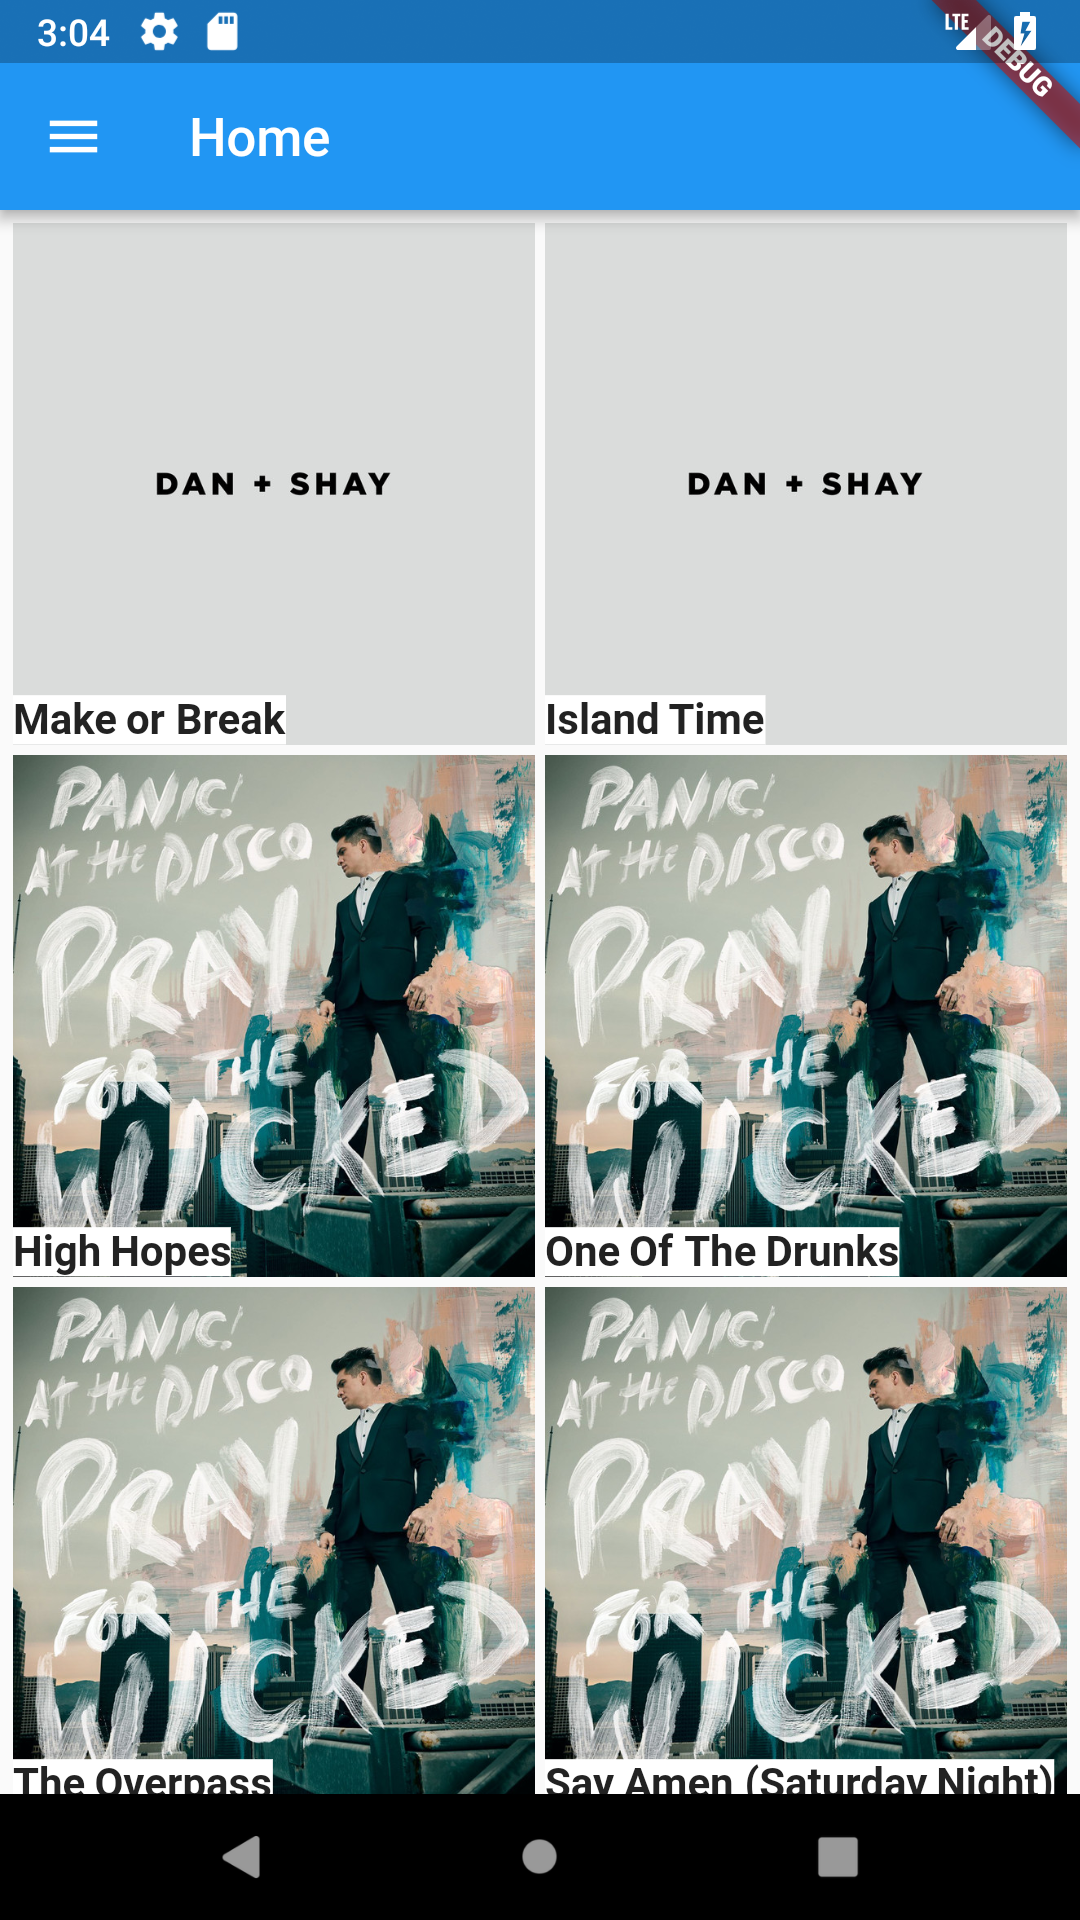 3:04
LTE
DEBUG
Home
DAN + SHAY
DAN + SHAY
Make or Break
Island Time
PANIC!
AT THE DISCO
PRAY
FOR THE
WICKED
High Hopes
PANIC!
AT THE DISCO
PRAY
FOR THE
WICKED
One Of The Drunks
PANIC!
AT THE DISCO
PRAY
FOR THE
WICKED
The Overpass
PANIC!
AT THE DISCO
PRAY
FOR THE
WICKED
Say Amen (Saturday Night)